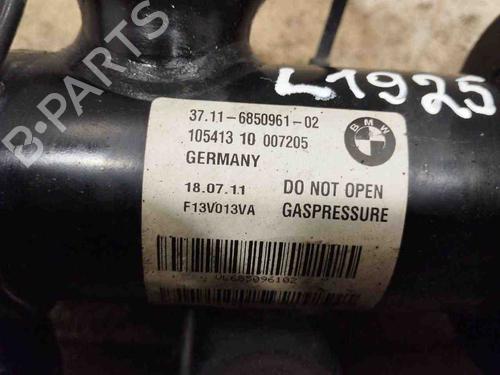 L1925
37.11-6850961-02
105413 10 007205
GERMANY
BMW
18.07.11 DO NOT OPEN
F13V013VA GASPRESSURE
B-PARTS